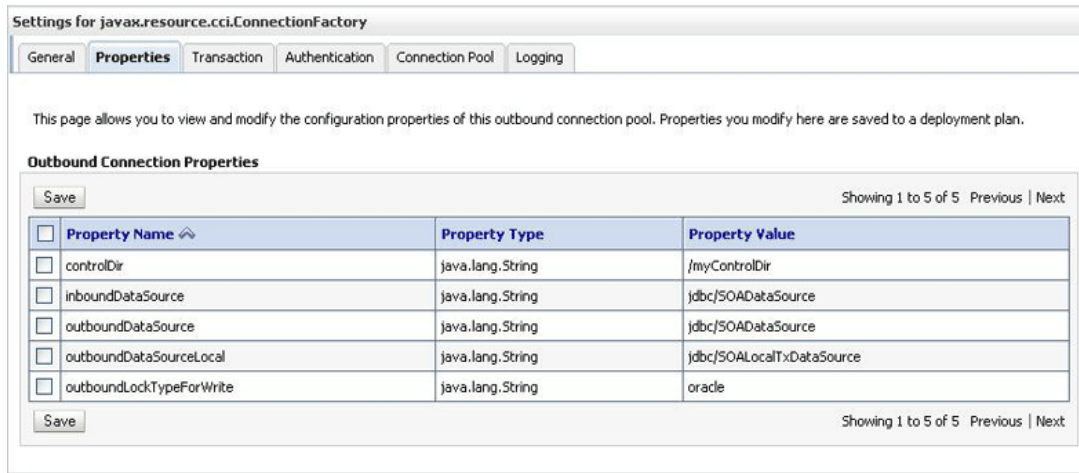 Settings for javax.resource.cci.ConnectionFactory
General Properties Transaction Authentication Connection Pool Logging
This page allows you to view and modify the configuration properties of this outbound connection pool. Properties you modify here are saved to a deployment plan.
Outbound Connection Properties
Save Showing 1 to 5 of 5 Previous | Next
Property Name Property Type Property Value
controlDir java.lang.String /myControlDir
inboundDataSource java.lang.String jdbc/SOADataSource
outboundDataSource java.lang.String jdbc/SOADataSource
outboundDataSourceLocal java.lang.String jdbc/SOALocalTxDataSource
outboundLockTypeForWrite java.lang.String oracle
Save Showing 1 to 5 of 5 Previous | Next